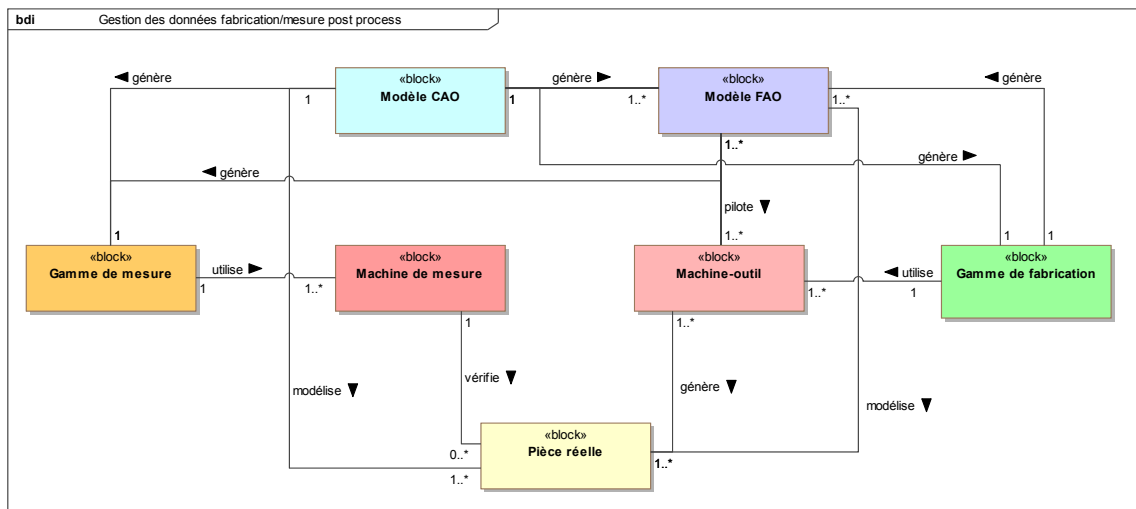 bdi Gestion des données fabrication/mesure post process
◄ génère
génère ►
◄ génère
«block»
Modèle CAO
«block»
Modèle FAO
1
1
1..*
1..*
1..*
◄ génère
génère ►
pilote ▼
1
1..*
1
1
«block»
Gamme de mesure
utilise ►
1
1..*
«block»
Machine de mesure
«block»
Machine-outil
◄ utilise
1..*
1
«block»
Gamme de fabrication
1
1..*
modélise ▼
vérifie ▼
génère ▼
modélise ▼
«block»
Pièce réelle
0..*
1..*
1..*